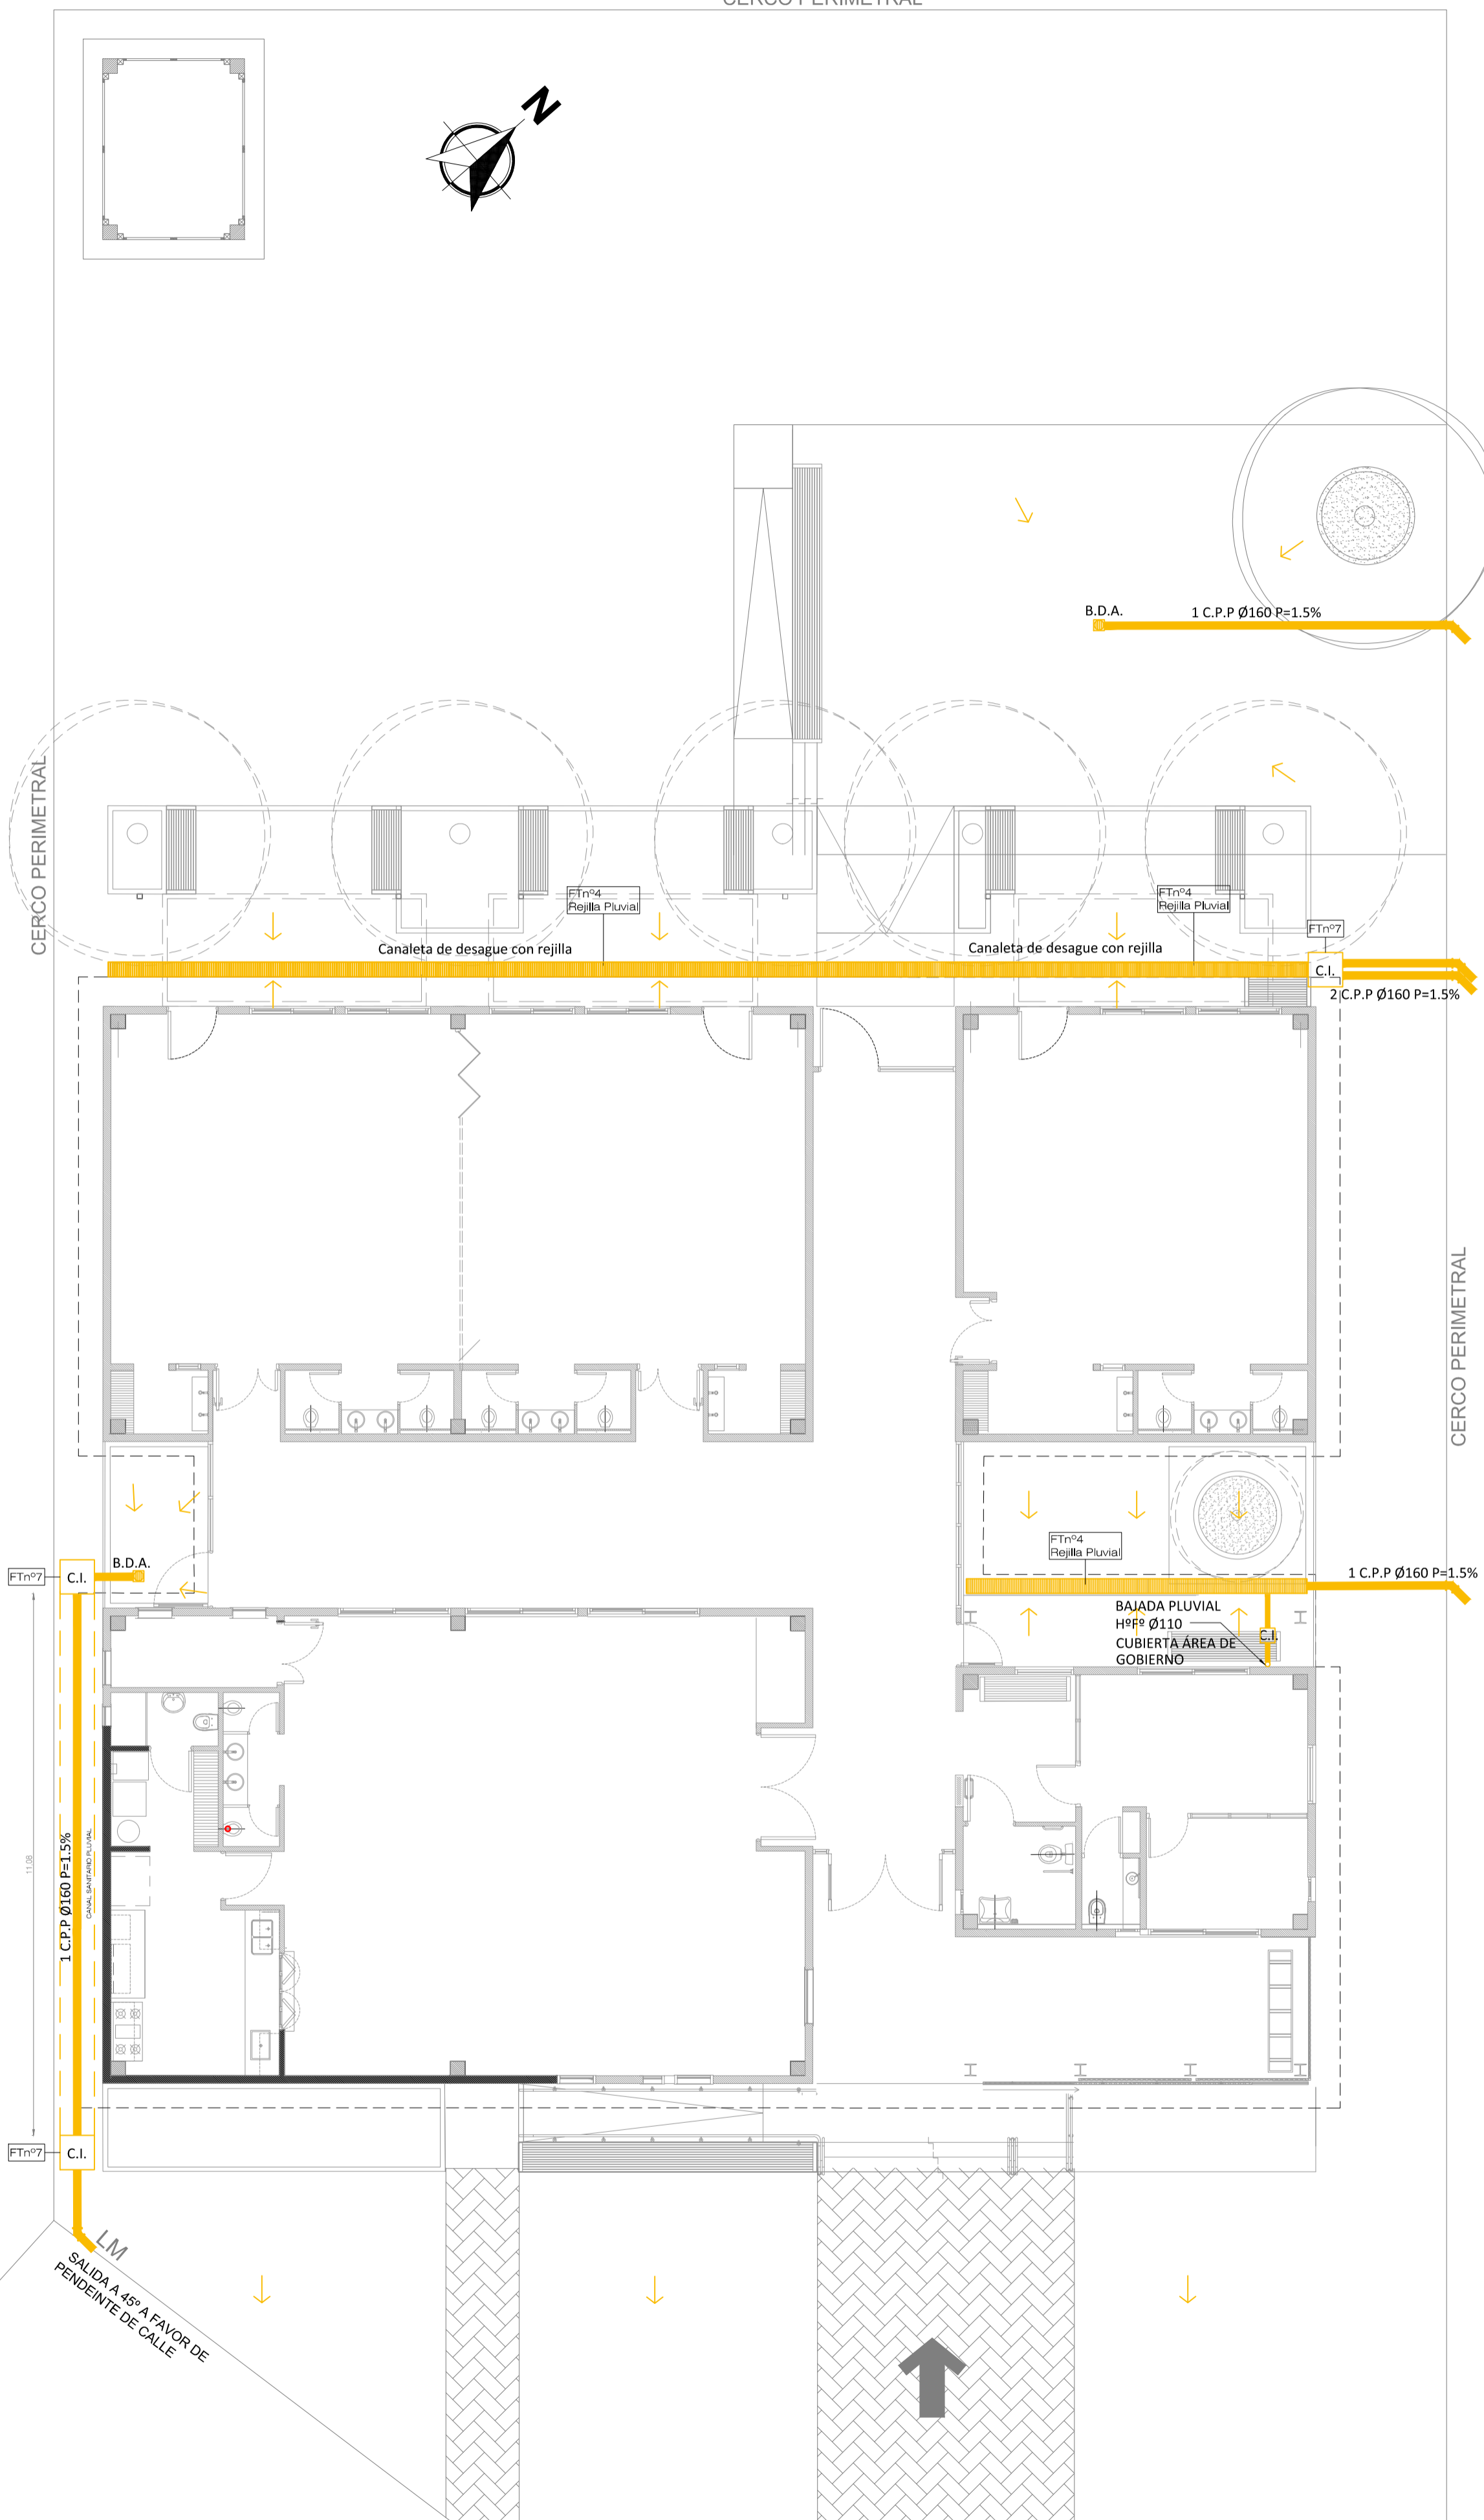 CERCO PERIMETRAL
N
B.D.A.
1 C.P.P Ø160 P=1.5%
CERCO PERIMETRAL
FTnº4
Rejilla Pluvial
FTnº4
Rejilla Pluvial
FTnº7
Canaleta de desague con rejilla
Canaleta de desague con rejilla
C.I.
2 C.P.P Ø160 P=1.5%
CERCO PERIMETRAL
FTnº4
Rejilla Pluvial
B.D.A.
FTnº7
C.I.
1 C.P.P Ø160 P=1.5%
BAJADA PLUVIAL
HºFº Ø110
CUBIERTA ÁREA DE
GOBIERNO
C.I.
11.08
1 C.P.P Ø160 P=1.5%
CANAL SANITARIO PLUVIAL
FTnº7
C.I.
LM
SALIDA A 45º A FAVOR DE
PENDEINTE DE CALLE